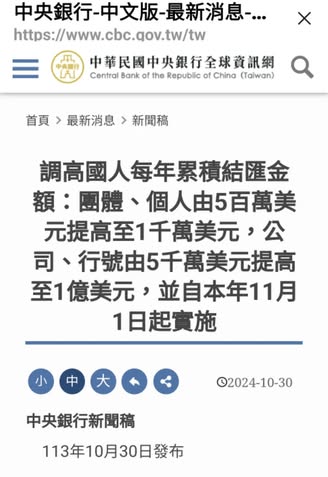 中央銀行-中文版-最新消息-...
https://www.cbc.gov.tw/tw
中華民國中央銀行全球資訊網
Central Bank of the Republic of China (Taiwan)
首頁 > 最新消息 > 新聞稿
調高國人每年累積結匯金
額：團體、個人由5百萬美
元提高至1千萬美元，公
司、行號由5千萬美元提高
至1億美元，並自本年11月
1日起實施
小 中 大 2024-10-30
中央銀行新聞稿
113年10月30日發布